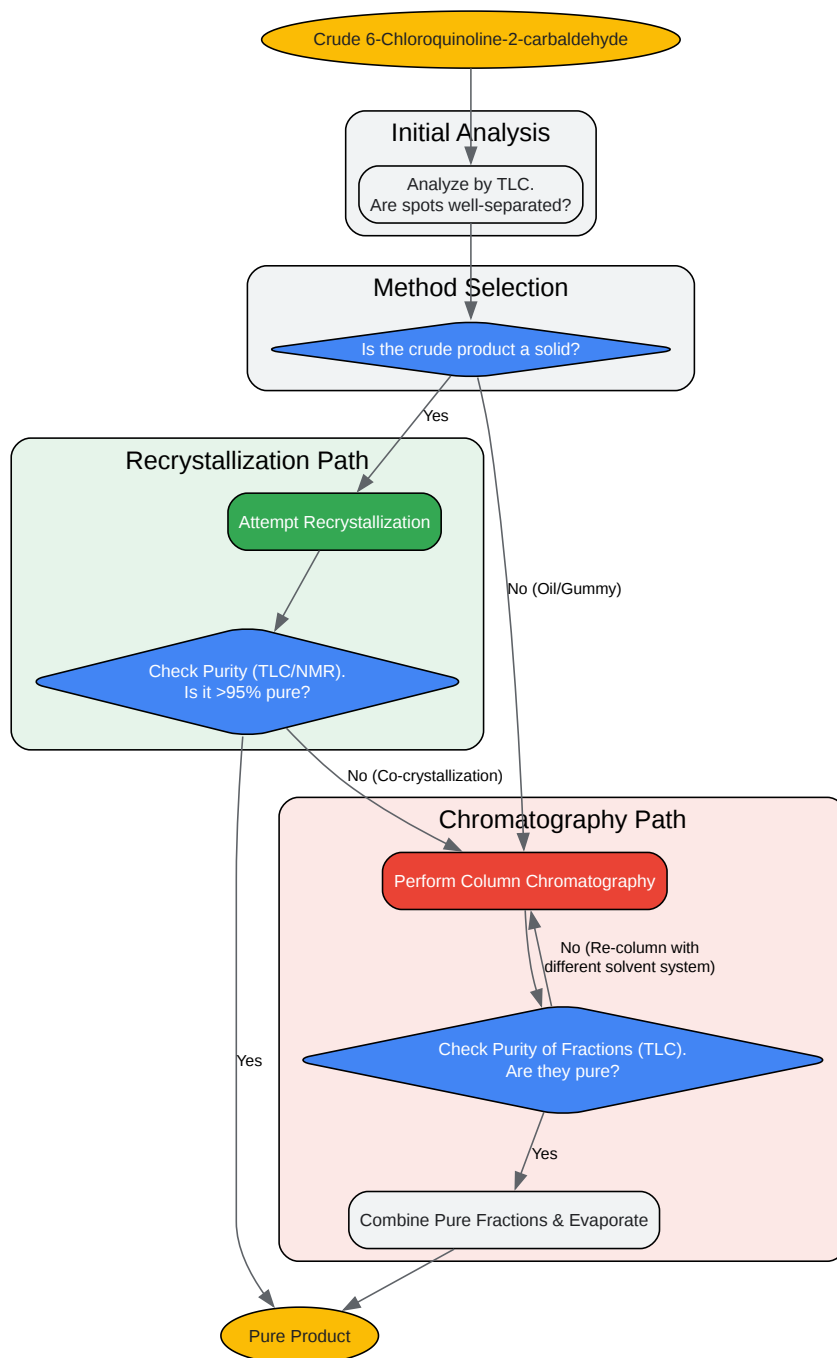 Crude 6-Chloroquinoline-2-carbaldehyde
Initial Analysis
Analyze by TLC.
Are spots well-separated?
Method Selection
Is the crude product a solid?
Yes
Recrystallization Path
Attempt Recrystallization
No (Oil/Gummy)
Check Purity (TLC/NMR).
Is it >95% pure?
No (Co-crystallization)
Chromatography Path
Perform Column Chromatography
No (Re-column with
different solvent system)
Check Purity of Fractions (TLC).
Are they pure?
Yes
Yes
Combine Pure Fractions & Evaporate
Pure Product